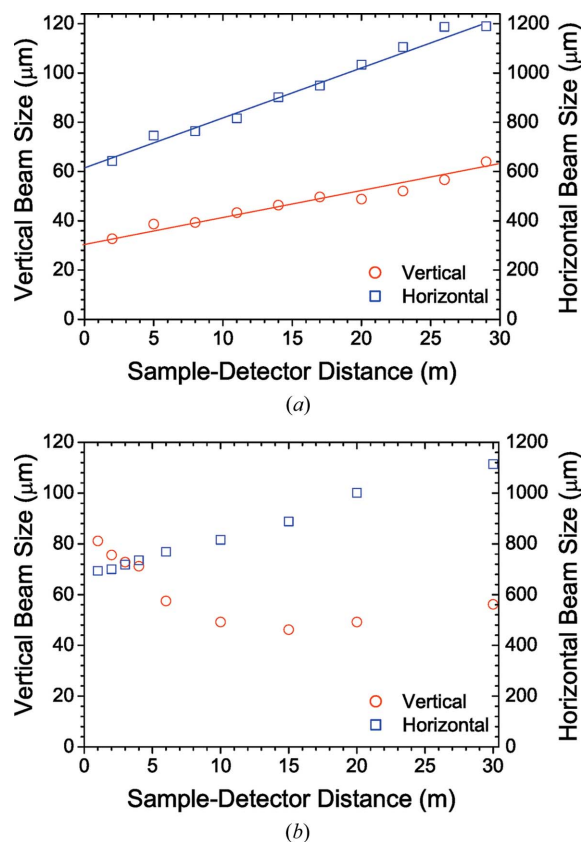 (a)
120 1200
100 1000
80 800
60 600
40 400
20 200
0 0
Vertical Beam Size (μm)
Horizontal Beam Size (μm)
Vertical
Horizontal
0 5 10 15 20 25 30
Sample-Detector Distance (m)
(a)
120 1200
100 1000
80 800
60 600
40 400
20 200
0 0
Vertical Beam Size (μm)
Horizontal Beam Size (μm)
Vertical
Horizontal
0 5 10 15 20 25 30
Sample-Detector Distance (m)
(b)